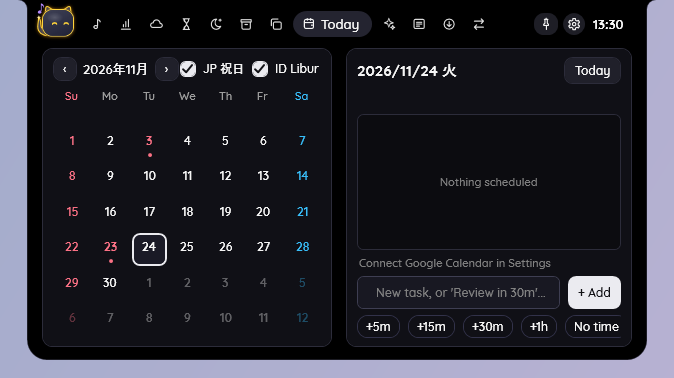 Today
13:30
‹ 2026年11月 › JP 祝日 ID Libur
Su Mo Tu We Th Fr Sa
1 2 3 4 5 6 7
8 9 10 11 12 13 14
15 16 17 18 19 20 21
22 23 24 25 26 27 28
29 30 1 2 3 4 5
6 7 8 9 10 11 12
2026/11/24 火
Today
Nothing scheduled
Connect Google Calendar in Settings
New task, or 'Review in 30m'...
+ Add
+5m +15m +30m +1h No time